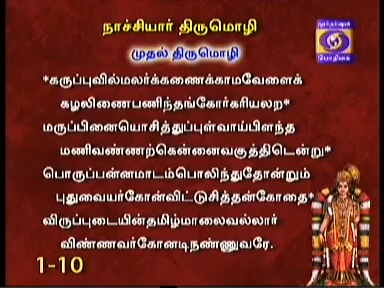 நாச்சியார் திருமொழி
முதல் திருமொழி
*கருப்புவில்மலர்க்கணைக்காமவேளைக்
கழலிணைபணிந்தங்கோர்கரியலற*
மருப்பினையொசித்துப்புள்வாய்பிளந்த
மணிவண்ணற்கென்னைவகுத்திடென்று*
பொருப்பன்னமாடம்பொலிந்துதோன்றும்
புதுவையர்கோன்விட்டுசித்தன்கோதை*
விருப்புடையின்தமிழ்மாலைவல்லார்
விண்ணவர்கோனடிநண்ணுவரே.
1-10
பொதிகை